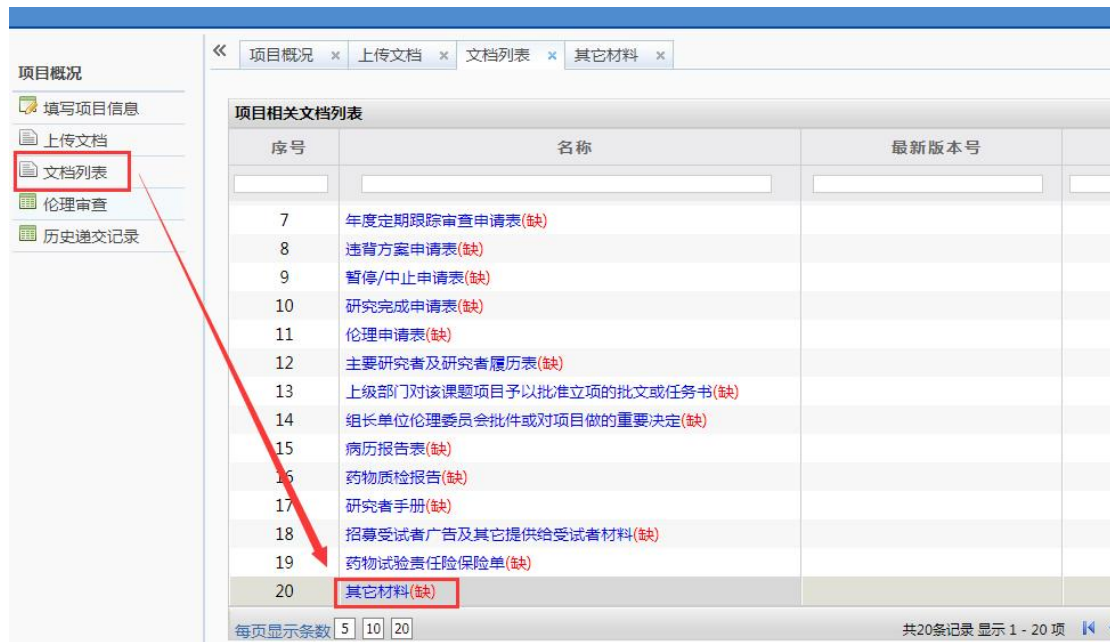 « 项目概况 × 上传文档 × 文档列表 × 其它材料 ×
项目概况
填写项目信息
上传文档
文档列表
伦理审查
历史递交记录
项目相关文档列表
序号 名称 最新版本号
7 年度定期跟踪审查申请表(缺)
8 违背方案申请表(缺)
9 暂停/中止申请表(缺)
10 研究完成申请表(缺)
11 伦理申请表(缺)
12 主要研究者及研究者履历表(缺)
13 上级部门对该课题项目予以批准立项的批文或任务书(缺)
14 组长单位伦理委员会批件或对项目做的重要决定(缺)
15 病历报告表(缺)
16 药物质检报告(缺)
17 研究者手册(缺)
18 招募受试者广告及其它提供给受试者材料(缺)
19 药物试验责任险保险单(缺)
20 其它材料(缺)
每页显示条数 5 10 20 共20条记录 显示 1 - 20 项